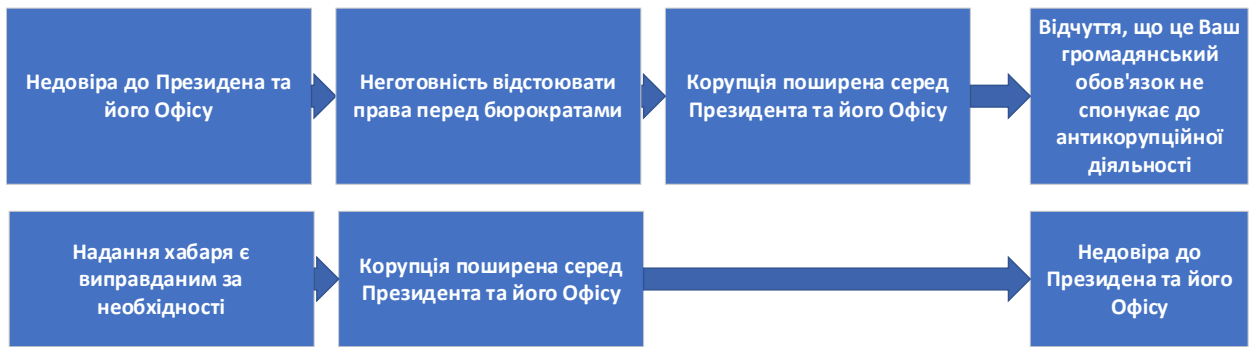 Недовіра до Президена та
його Офісу
Неготовність відстоювати
права перед бюрократами
Корупція поширена серед
Президента та його Офісу
Відчуття, що це Ваш
громадянський
обов'язок не
спонукає до
антикорупційної
діяльності
Надання хабаря є
виправданим за
необхідності
Корупція поширена серед
Президента та його Офісу
Недовіра до
Президена та його
Офісу